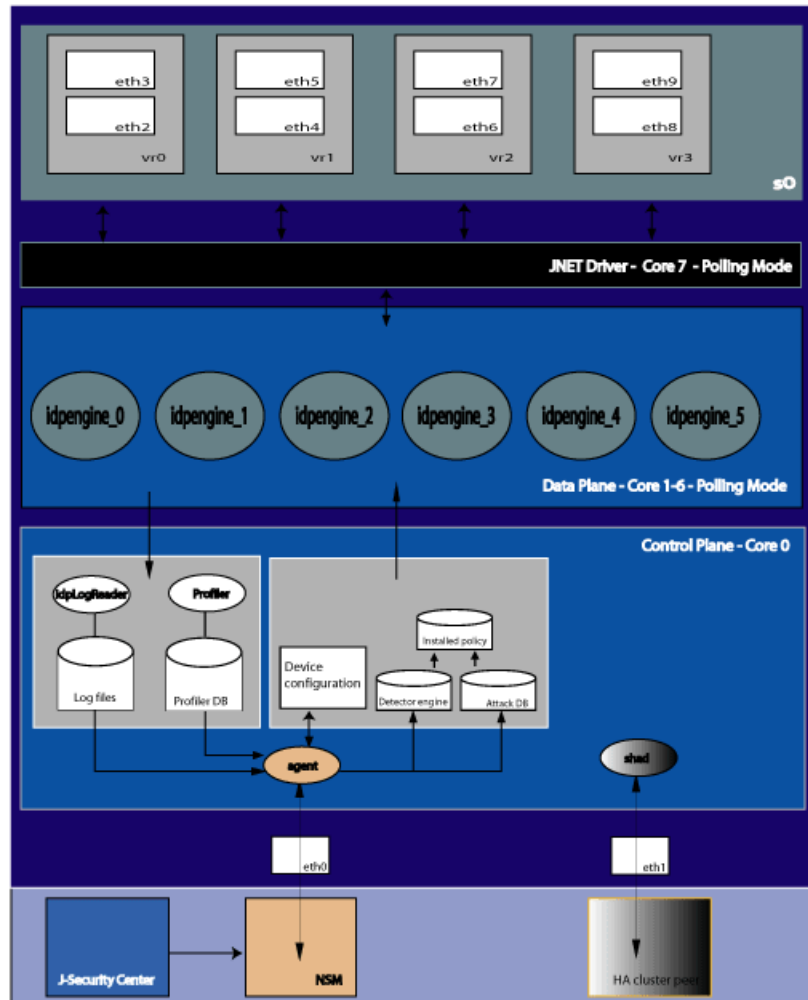 eth3
eth5
eth7
eth9
eth2
eth4
eth6
eth8
vr0
vr1
vr2
vr3
s0
JNET Driver - Core 7 - Polling Mode
idpengine_0
idpengine_1
idpengine_2
idpengine_3
idpengine_4
idpengine_5
Data Plane - Core 1-6 - Polling Mode
Control Plane - Core 0
idpLogReader
Profiler
Installed policy
Device
configuration
Log files
Profiler DB
Detector engine
Attack DB
agent
shad
eth0
eth1
J-Security Center
NSM
HA cluster peer